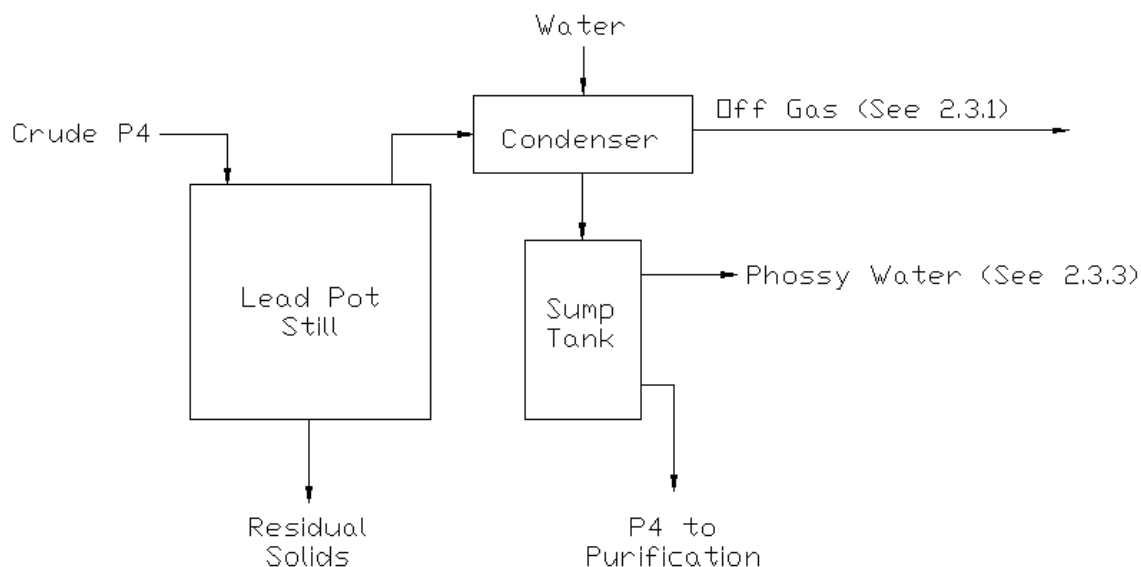 Water
Off Gas (See 2.3.1)
Crude P4
Condenser
Phossy Water (See 2.3.3)
Lead Pot
Still
Sump
Tank
Residual
Solids
P4 to
Purification